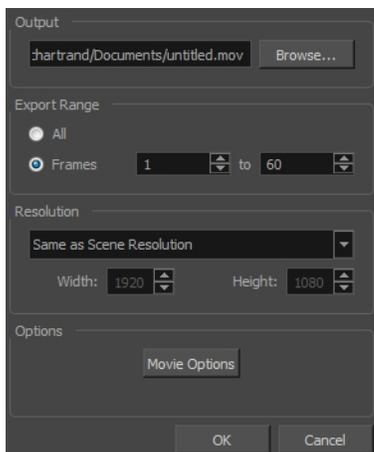 Output
:hartrand/Documents/untitled.mov Browse...
Export Range
All
Frames 1 to 60
Resolution
Same as Scene Resolution
Width: 1920 Height: 1080
Options
Movie Options
OK Cancel